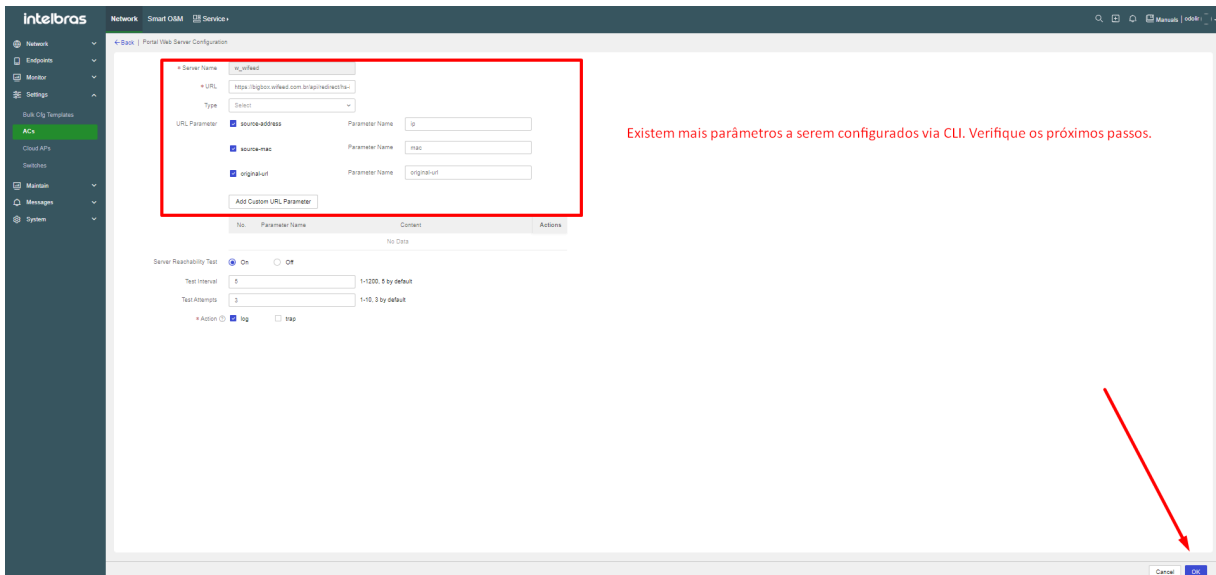 intelbras
Network Smart O&M Service
Manuals | odolir
Network
Endpoints
Monitor
Settings
Bulk Cfg Templates
ACs
Cloud APs
Switches
Maintain
Messages
System
← Back | Portal Web Server Configuration
* Server Name w_wifeed
* URL https://bigbox.wifeed.com.br/api/redirect/hs-
Type Select
URL Parameter source-address Parameter Name ip
source-mac Parameter Name mac
original-url Parameter Name original-url
Add Custom URL Parameter
No. Parameter Name Content Actions
No Data
Server Reachability Test On Off
Test Interval 5 1-1200, 5 by default
Test Attempts 3 1-10, 3 by default
* Action log trap
Existem mais parâmetros a serem configurados via CLI. Verifique os próximos passos.
Cancel OK